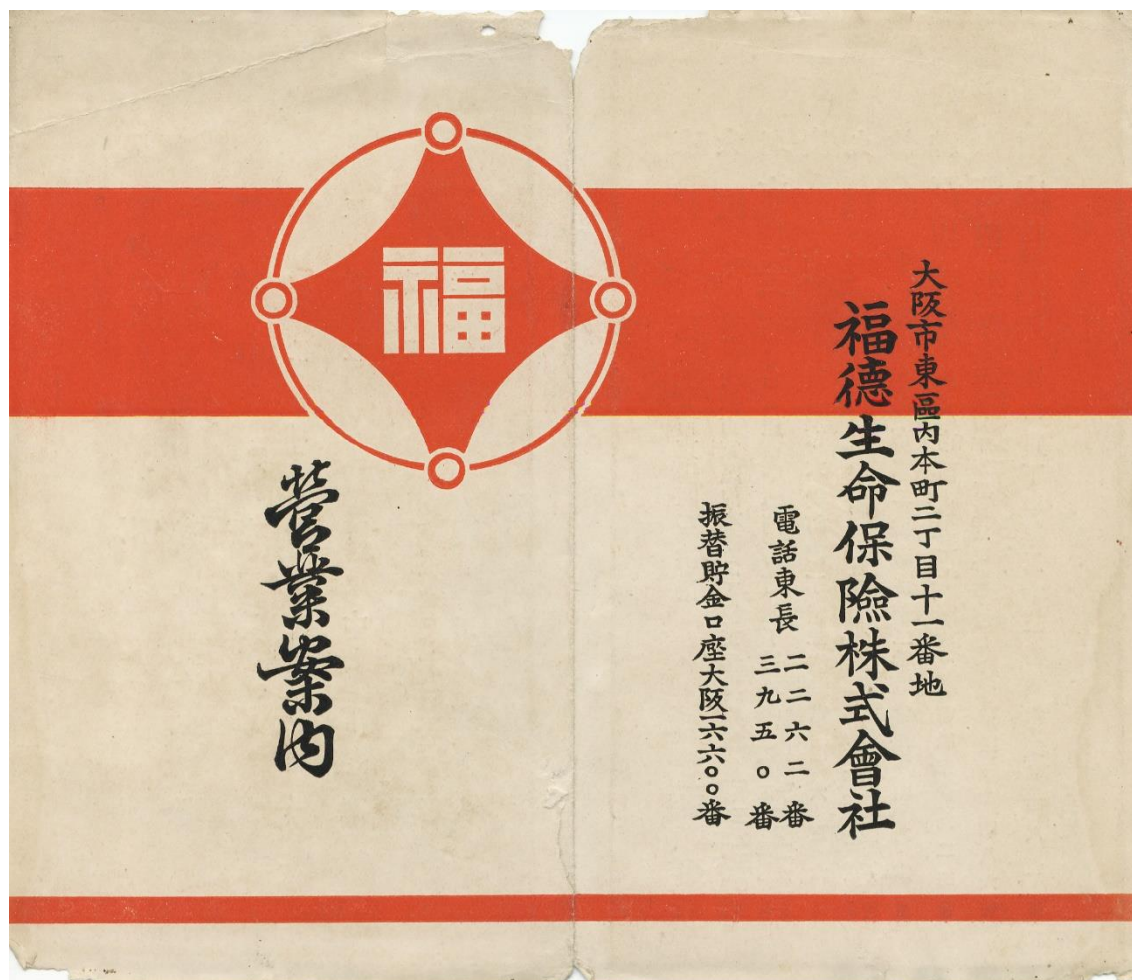 大阪市東區内本町二丁目十一番地
福德生命保險株式會社
電話東長 二二六二番
三九五〇番
振替貯金口座大阪一六六〇〇番
福
營業案内